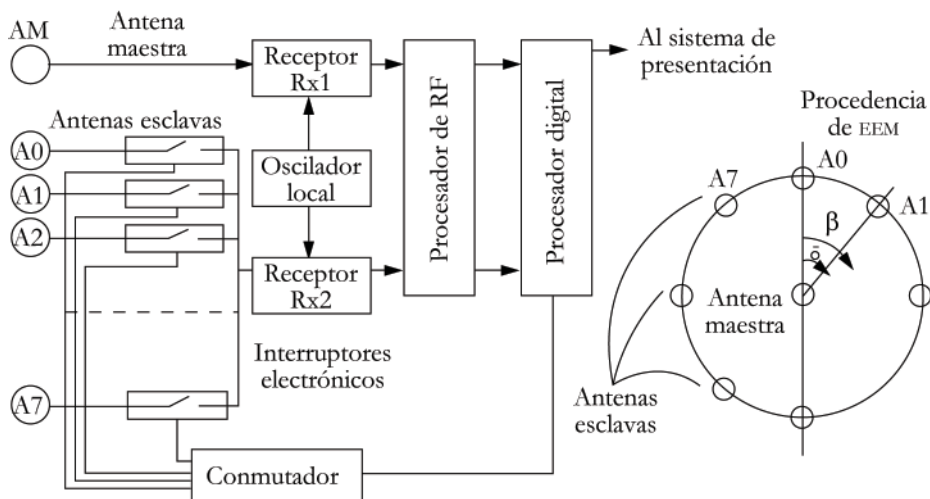 AM
Antena
maestra
Receptor
Rx1
Procesador de RF
Procesador digital
Al sistema de
presentación
Antenas esclavas
A0
A1
A2
A7
Oscilador
local
Receptor
Rx2
Interruptores
electrónicos
Conmutador
Procedencia
de EEM
A0
A7
A1
β
Antena
maestra
Antenas
esclavas